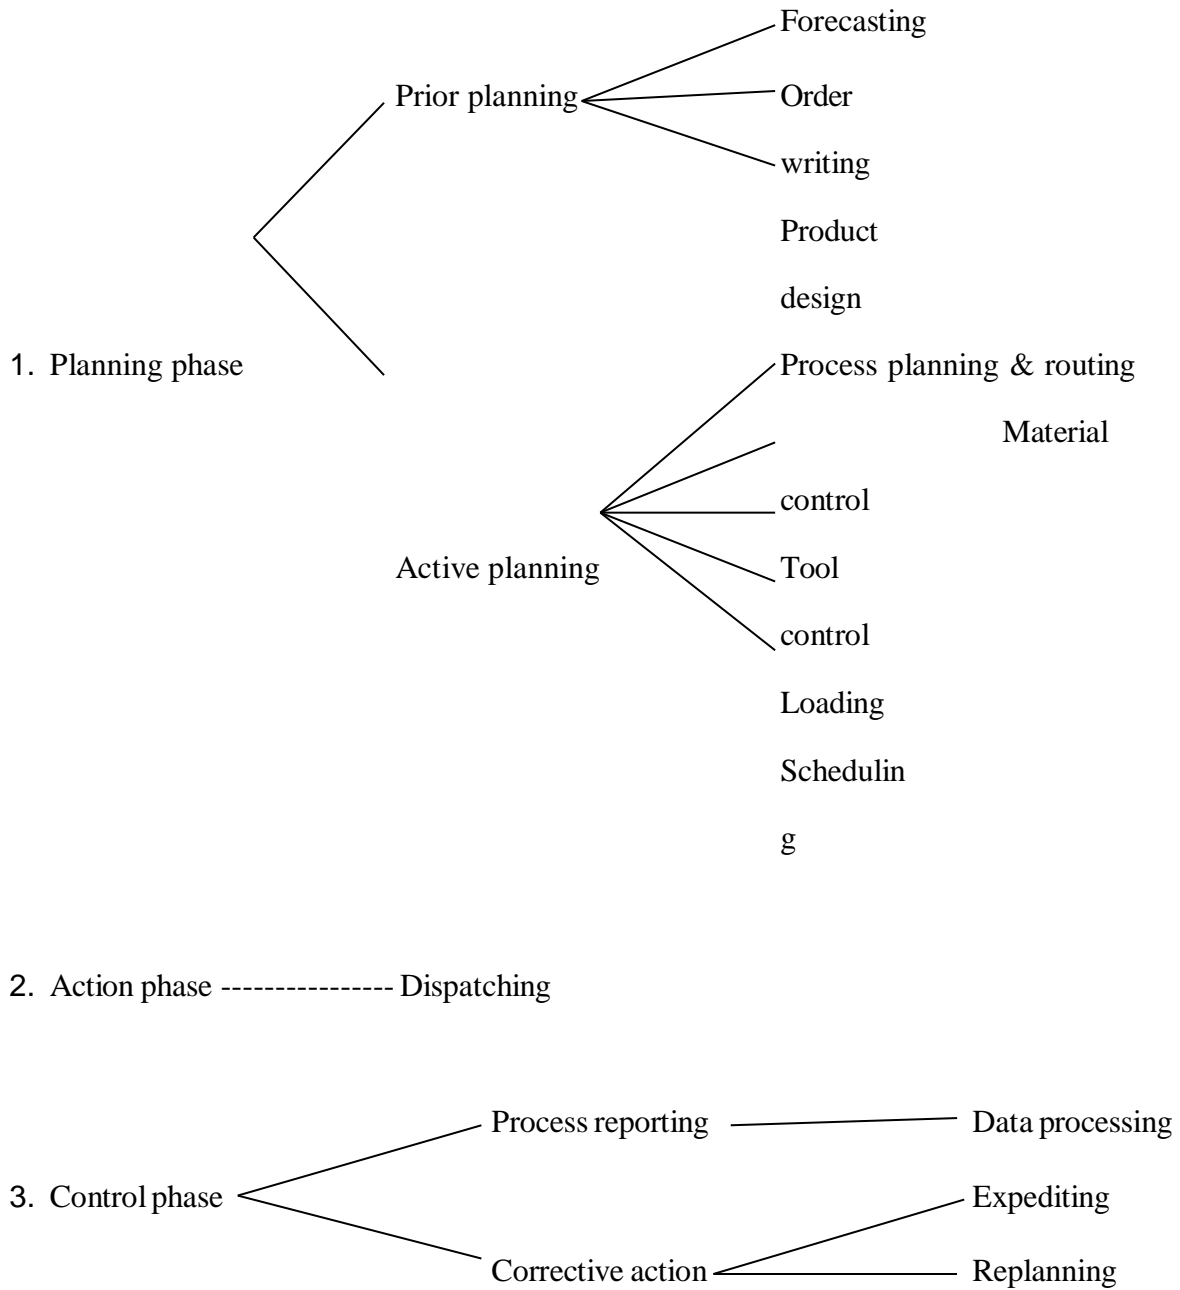 Forecasting
Prior planning Order
writing
Product
design
1. Planning phase Process planning & routing
Material
control
Active planning Tool
control
Loading
Schedulin
g
2. Action phase ---------------- Dispatching
Process reporting Data processing
3. Control phase Expediting
Corrective action Replanning